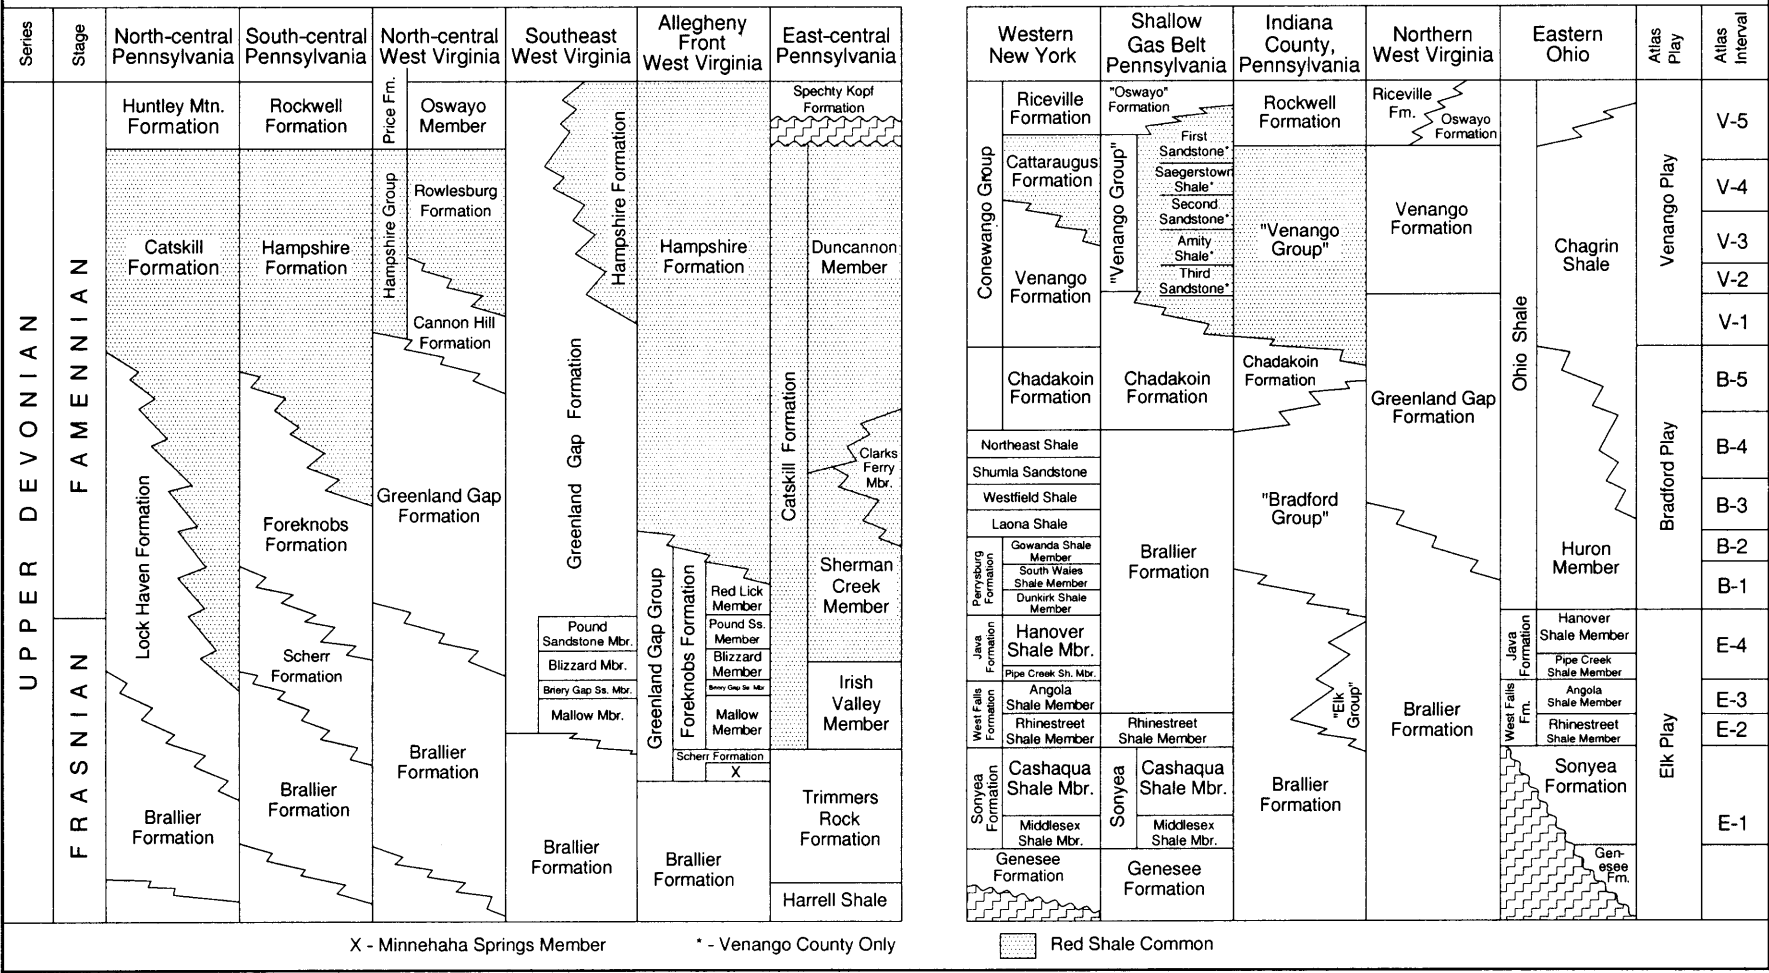 Series
Stage
North-central
Pennsylvania
South-central
Pennsylvania
North-central
West Virginia
Southeast
West Virginia
Allegheny
Front
West Virginia
East-central
Pennsylvania
UPPER DEVONIAN
FAMENNIAN
FRASNIAN
Huntley Mtn.
Formation
Catskill
Formation
Lock Haven Formation
Brallier
Formation
Rockwell
Formation
Hampshire
Formation
Foreknobs
Formation
Scherr
Formation
Brallier
Formation
Price Fm.
Oswayo
Member
Hampshire Group
Rowlesburg
Formation
Cannon Hill
Formation
Greenland Gap
Formation
Brallier
Formation
Hampshire Formation
Greenland Gap Formation
Pound
Sandstone Mbr.
Blizzard Mbr.
Briery Gap Ss. Mbr.
Mallow Mbr.
Brallier
Formation
Hampshire
Formation
Greenland Gap Group
Foreknobs Formation
Red Lick
Member
Pound Ss.
Member
Blizzard
Member
Briery Gap Ss Mbr
Mallow
Member
Scherr Formation
X
Brallier
Formation
Spechty Kopf
Formation
Catskill Formation
Duncannon
Member
Clarks
Ferry
Mbr.
Sherman
Creek
Member
Irish
Valley
Member
Trimmers
Rock
Formation
Harrell Shale
Western
New York
Shallow
Gas Belt
Pennsylvania
Indiana
County,
Pennsylvania
Northern
West Virginia
Eastern
Ohio
Atlas
Play
Atlas
Interval
Conewango Group
Riceville
Formation
Cattaraugus
Formation
Venango
Formation
Chadakoin
Formation
Northeast Shale
Shumla Sandstone
Westfield Shale
Laona Shale
Perrysburg
Formation
Gowanda Shale
Member
South Wales
Shale Member
Dunkirk Shale
Member
Java
Formation
Hanover
Shale Mbr.
Pipe Creek Sh. Mbr.
West Falls
Formation
Angola
Shale Member
Rhinestreet
Shale Member
Sonyea
Formation
Cashaqua
Shale Mbr.
Middlesex
Shale Mbr.
Genesee
Formation
"Oswayo"
Formation
"Venango Group"
First
Sandstone*
Saegerstown
Shale*
Second
Sandstone*
Amity
Shale*
Third
Sandstone*
Chadakoin
Formation
Brallier
Formation
Rhinestreet
Shale Member
Sonyea
Cashaqua
Shale Mbr.
Middlesex
Shale Mbr.
Genesee
Formation
Rockwell
Formation
"Venango
Group"
Chadakoin
Formation
"Bradford
Group"
"Elk
Group"
Brallier
Formation
Riceville
Fm.
Oswayo
Formation
Venango
Formation
Greenland Gap
Formation
Brallier
Formation
Ohio Shale
Chagrin
Shale
Huron
Member
Java
Formation
Hanover
Shale Member
Pipe Creek
Shale Member
West Falls
Fm.
Angola
Shale Member
Rhinestreet
Shale Member
Sonyea
Formation
Gen-
esee
Fm.
Venango Play
Bradford Play
Elk Play
V-5
V-4
V-3
V-2
V-1
B-5
B-4
B-3
B-2
B-1
E-4
E-3
E-2
E-1
X - Minnehaha Springs Member
* - Venango County Only
Red Shale Common